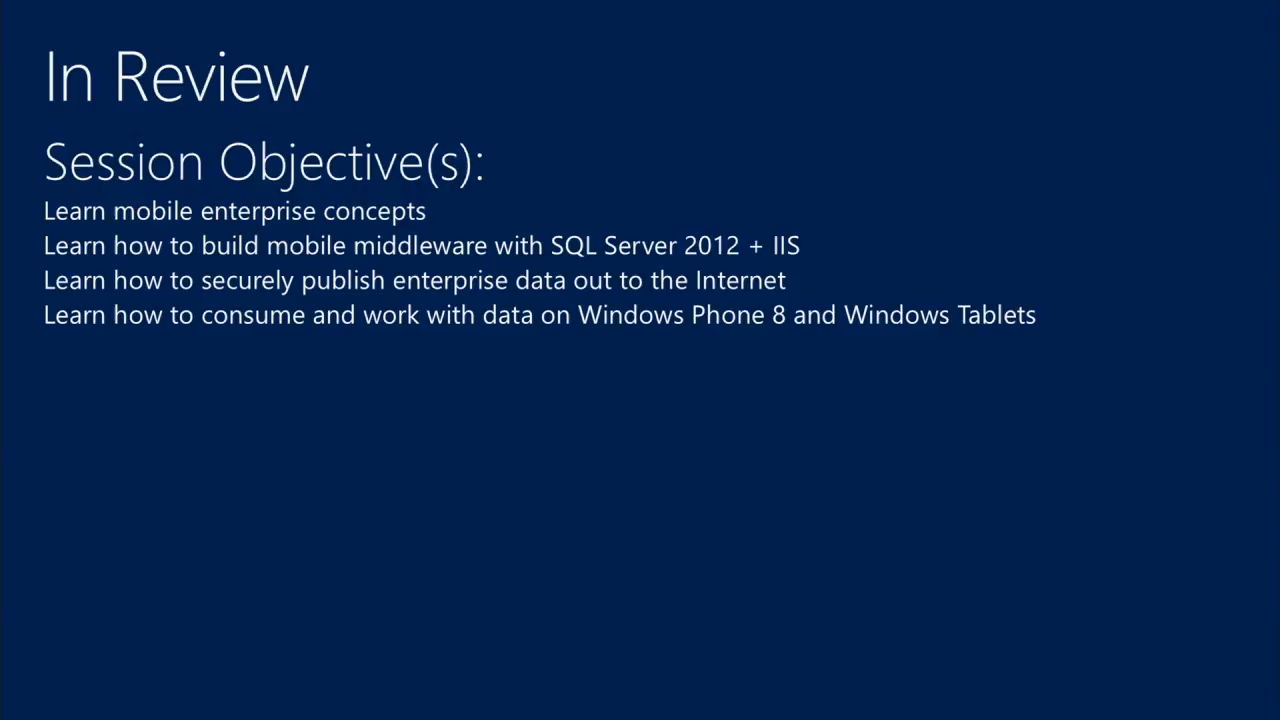 In Review
Session Objective(s):
Learn mobile enterprise concepts
Learn how to build mobile middleware with SQL Server 2012 + IIS
Learn how to securely publish enterprise data out to the Internet
Learn how to consume and work with data on Windows Phone 8 and Windows Tablets